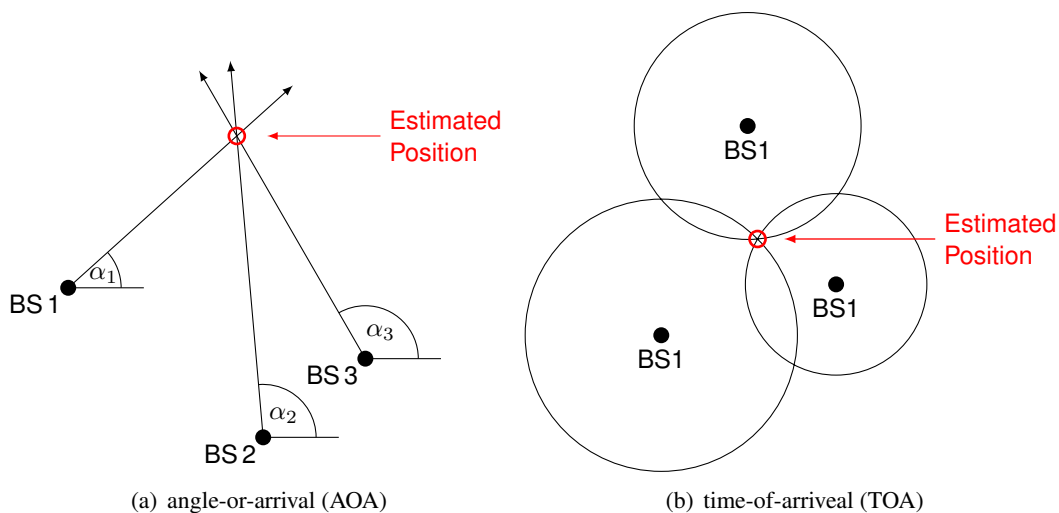 Estimated
Position
α₁
BS 1
α₃
BS 3
α₂
BS 2
(a) angle-or-arrival (AOA)
BS1
Estimated
Position
BS1
BS1
(b) time-of-arriveal (TOA)